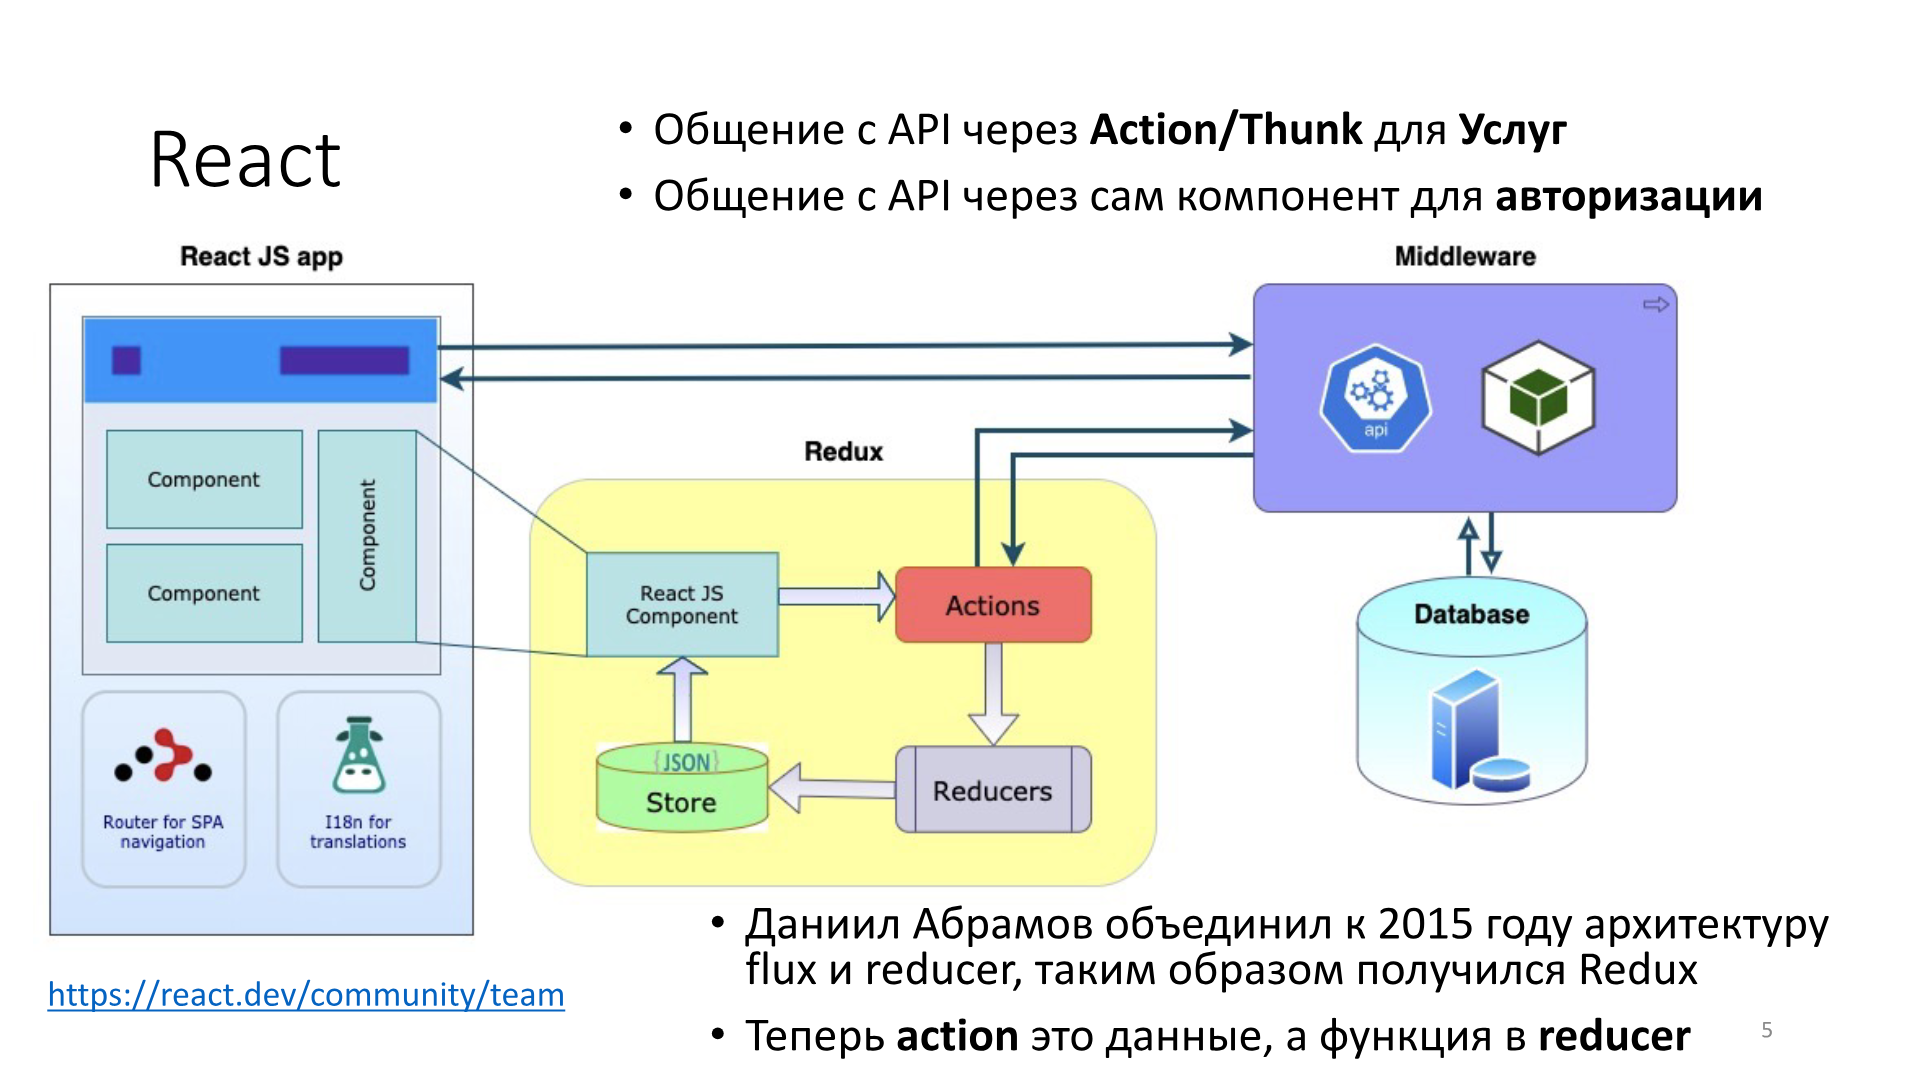 React
• Общение с API через Action/Thunk для Услуг
• Общение с API через сам компонент для авторизации
React JS app
Middleware
api
Component
Component
Component
Redux
React JS
Component
Actions
{JSON}
Store
Reducers
Database
Router for SPA
navigation
I18n for
translations
• Даниил Абрамов объединил к 2015 году архитектуру
flux и reducer, таким образом получился Redux
• Теперь action это данные, а функция в reducer
https://react.dev/community/team
5